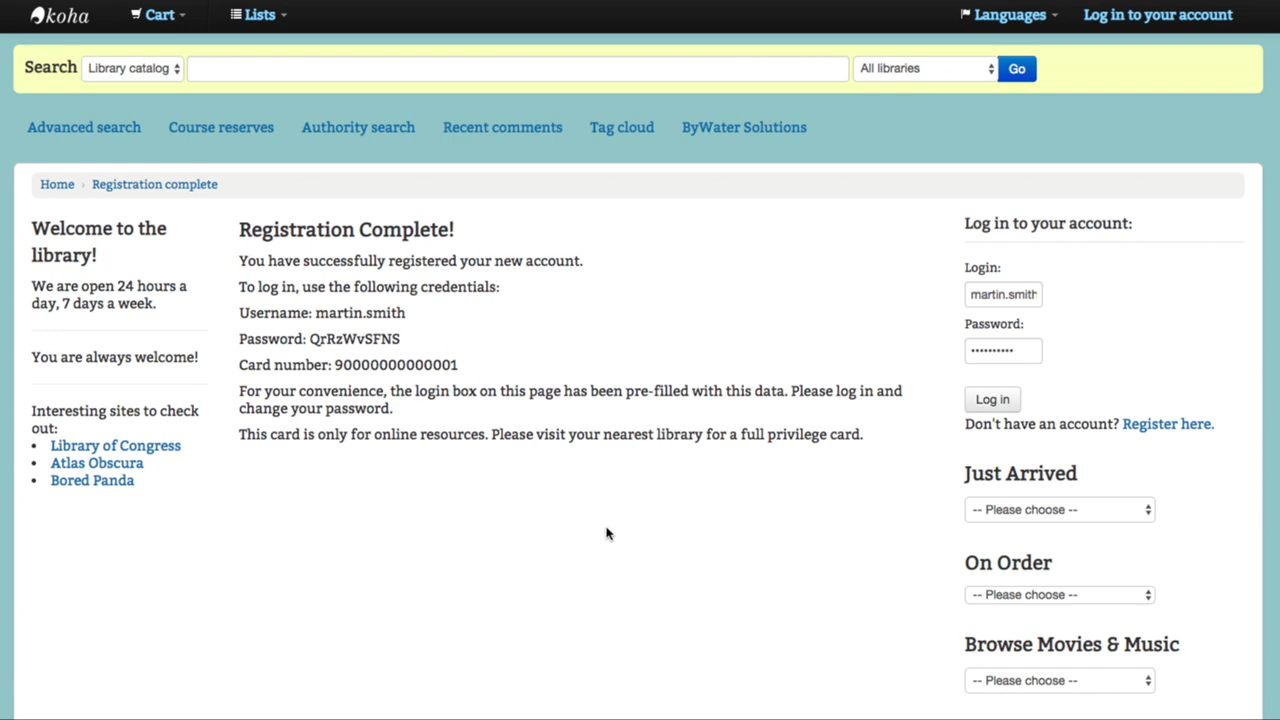 koha Cart Lists Languages Log in to your account
Search Library catalog All libraries Go
Advanced search Course reserves Authority search Recent comments Tag cloud ByWater Solutions
Home › Registration complete
Welcome to the
library!
We are open 24 hours a
day, 7 days a week.
You are always welcome!
Interesting sites to check
out:
• Library of Congress
• Atlas Obscura
• Bored Panda
Registration Complete!
You have successfully registered your new account.
To log in, use the following credentials:
Username: martin.smith
Password: QrRzWvSFNS
Card number: 90000000000001
For your convenience, the login box on this page has been pre-filled with this data. Please log in and
change your password.
This card is only for online resources. Please visit your nearest library for a full privilege card.
Log in to your account:
Login:
martin.smith
Password:
••••••••••
Log in
Don't have an account? Register here.
Just Arrived
-- Please choose --
On Order
-- Please choose --
Browse Movies & Music
-- Please choose --